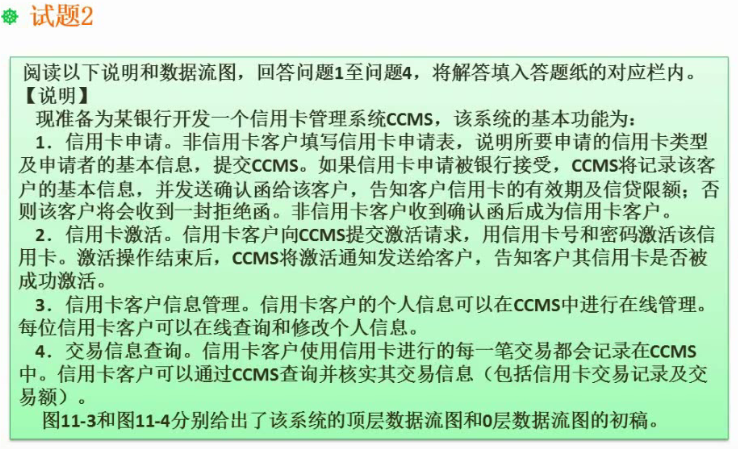 试题2
阅读以下说明和数据流图，回答问题1至问题4，将解答填入答题纸的对应栏内。
【说明】
现准备为某银行开发一个信用卡管理系统CCMS，该系统的基本功能为：
1．信用卡申请。非信用卡客户填写信用卡申请表，说明所要申请的信用卡类型
及申请者的基本信息，提交CCMS。如果信用卡申请被银行接受，CCMS将记录该客
户的基本信息，并发送确认函给该客户，告知客户信用卡的有效期及信贷限额；否
则该客户将会收到一封拒绝函。非信用卡客户收到确认函后成为信用卡客户。
2．信用卡激活。信用卡客户向CCMS提交激活请求，用信用卡号和密码激活该信
用卡。激活操作结束后，CCMS将激活通知发送给客户，告知客户其信用卡是否被
成功激活。
3．信用卡客户信息管理。信用卡客户的个人信息可以在CCMS中进行在线管理。
每位信用卡客户可以在线查询和修改个人信息。
4．交易信息查询。信用卡客户使用信用卡进行的每一笔交易都会记录在CCMS
中。信用卡客户可以通过CCMS查询并核实其交易信息（包括信用卡交易记录及交
易额）。
图11-3和图11-4分别给出了该系统的顶层数据流图和0层数据流图的初稿。